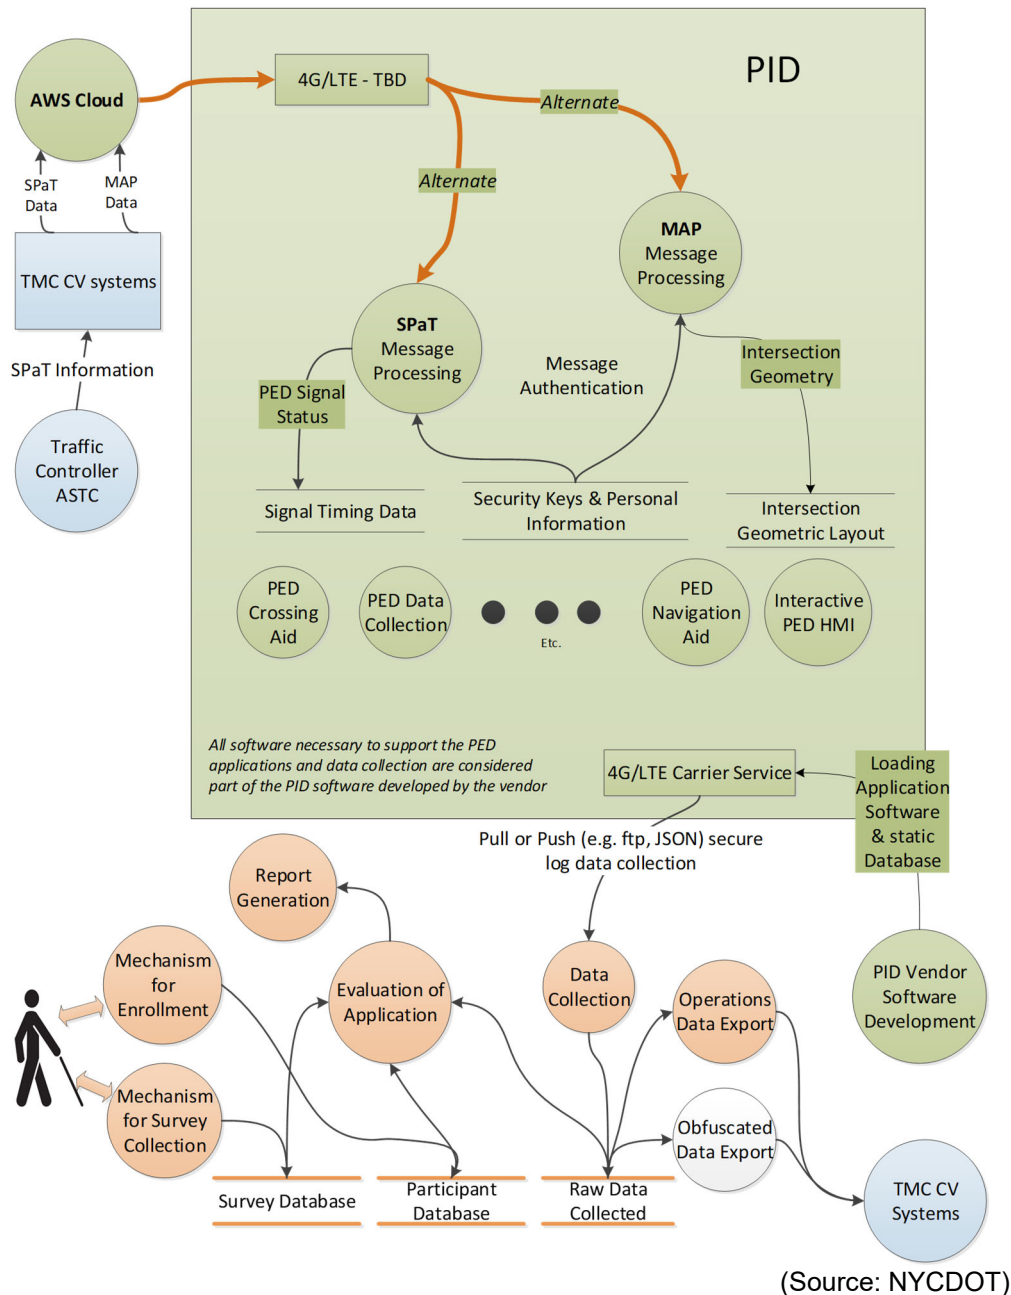 PID
4G/LTE - TBD
AWS Cloud
Alternate
Alternate
SPaT
Data
MAP
Data
TMC CV systems
SPaT Information
Traffic
Controller
ASTC
MAP
Message
Processing
SPaT
Message
Processing
Message
Authentication
Intersection
Geometry
PED Signal
Status
Signal Timing Data
Security Keys & Personal
Information
Intersection
Geometric Layout
PED
Crossing
Aid
PED Data
Collection
Etc.
PED
Navigation
Aid
Interactive
PED HMI
All software necessary to support the PED
applications and data collection are considered
part of the PID software developed by the vendor
4G/LTE Carrier Service
Loading
Application
Software
& static
Database
Pull or Push (e.g. ftp, JSON) secure
log data collection
Report
Generation
Mechanism
for
Enrollment
Evaluation of
Application
Data
Collection
Operations
Data Export
PID Vendor
Software
Development
Mechanism
for Survey
Collection
Obfuscated
Data Export
Survey Database
Participant
Database
Raw Data
Collected
TMC CV
Systems
(Source: NYCDOT)